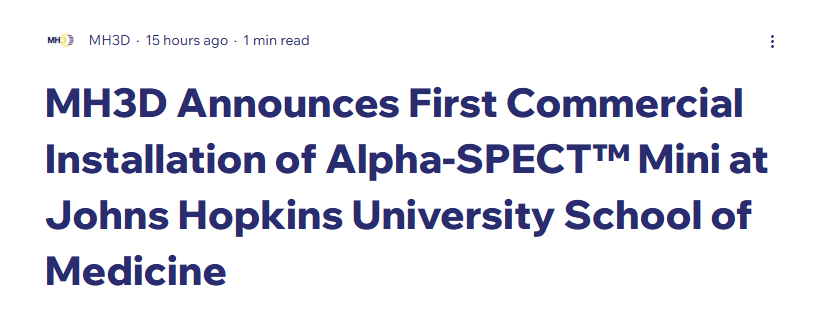 MH3D
MH3D · 15 hours ago · 1 min read
MH3D Announces First Commercial
Installation of Alpha-SPECT™ Mini at
Johns Hopkins University School of
Medicine